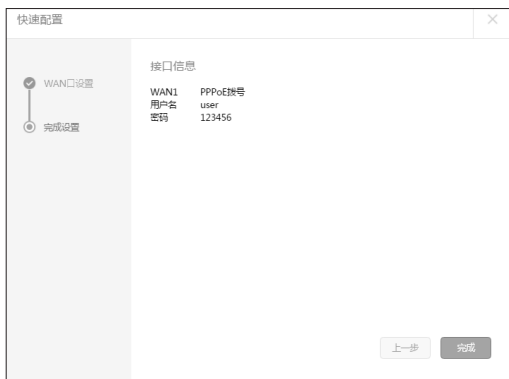 快速配置
WAN口设置
完成设置
接口信息
WAN1 PPPoE拨号
用户名 user
密码 123456
上一步 完成